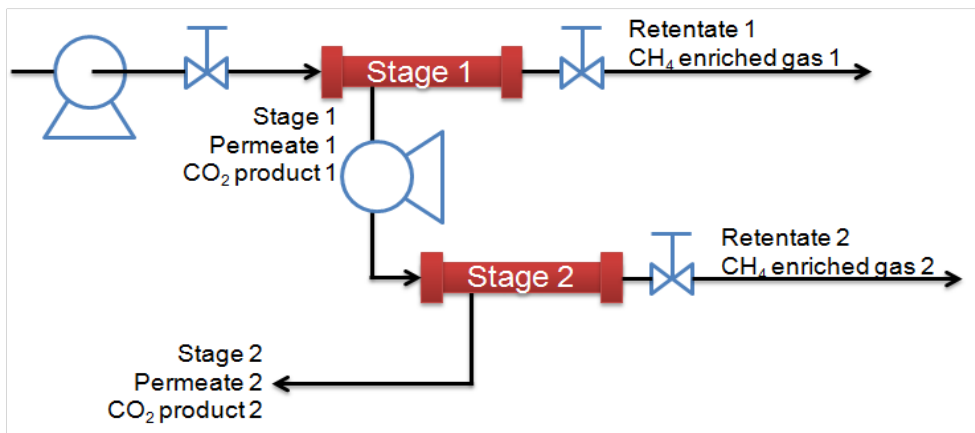 Retentate 1
CH₄ enriched gas 1
Stage 1
Stage 1
Permeate 1
CO₂ product 1
Retentate 2
CH₄ enriched gas 2
Stage 2
Stage 2
Permeate 2
CO₂ product 2